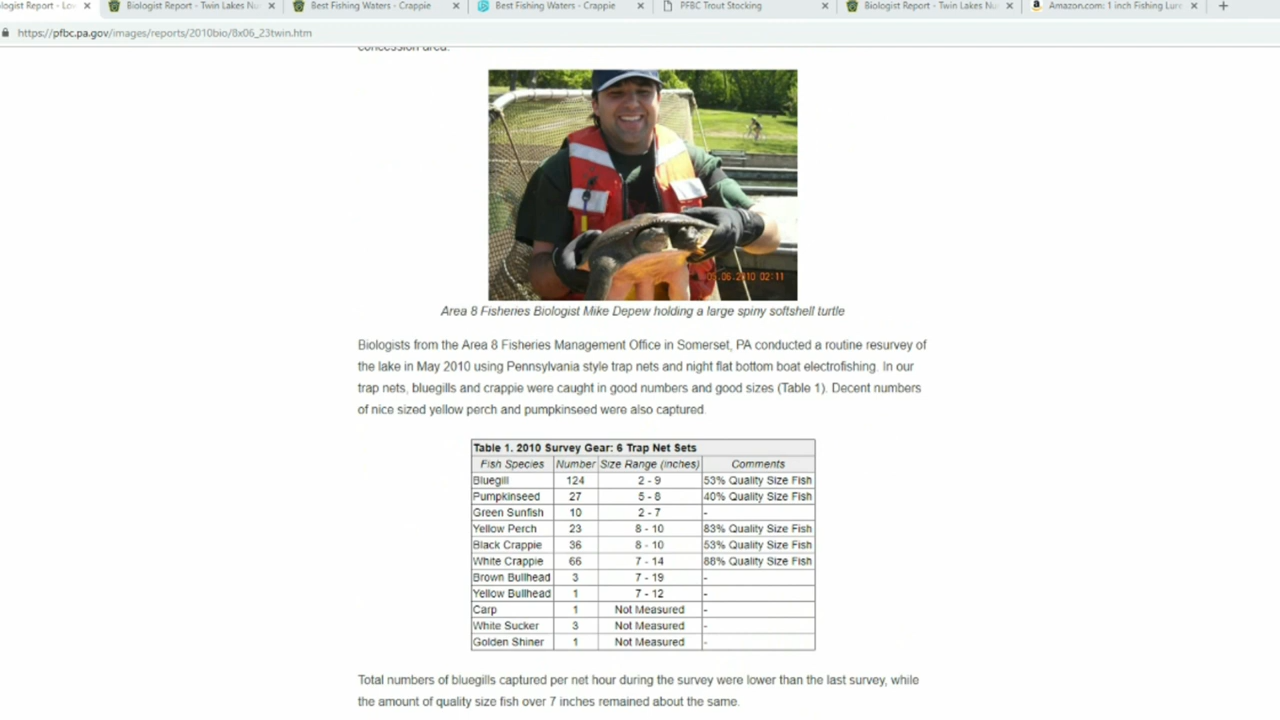 ologist Report - Lo
Biologist Report - Twin Lakes Nu
Best Fishing Waters - Crappie
Best Fishing Waters - Crappie
PFBC Trout Stocking
Biologist Report - Twin Lakes Nu
Amazon.com: 1 inch Fishing Lure
https://pfbc.pa.gov/images/reports/2010bio/8x06_23twin.htm
concession area.
Area 8 Fisheries Biologist Mike Depew holding a large spiny softshell turtle
Biologists from the Area 8 Fisheries Management Office in Somerset, PA conducted a routine resurvey of
the lake in May 2010 using Pennsylvania style trap nets and night flat bottom boat electrofishing. In our
trap nets, bluegills and crappie were caught in good numbers and good sizes (Table 1). Decent numbers
of nice sized yellow perch and pumpkinseed were also captured.
Table 1. 2010 Survey Gear: 6 Trap Net Sets
Fish Species Number Size Range (inches) Comments
Bluegill 124 2 - 9 53% Quality Size Fish
Pumpkinseed 27 5 - 8 40% Quality Size Fish
Green Sunfish 10 2 - 7 -
Yellow Perch 23 8 - 10 83% Quality Size Fish
Black Crappie 36 8 - 10 53% Quality Size Fish
White Crappie 66 7 - 14 88% Quality Size Fish
Brown Bullhead 3 7 - 19 -
Yellow Bullhead 1 7 - 12 -
Carp 1 Not Measured -
White Sucker 3 Not Measured -
Golden Shiner 1 Not Measured -
Total numbers of bluegills captured per net hour during the survey were lower than the last survey, while
the amount of quality size fish over 7 inches remained about the same.